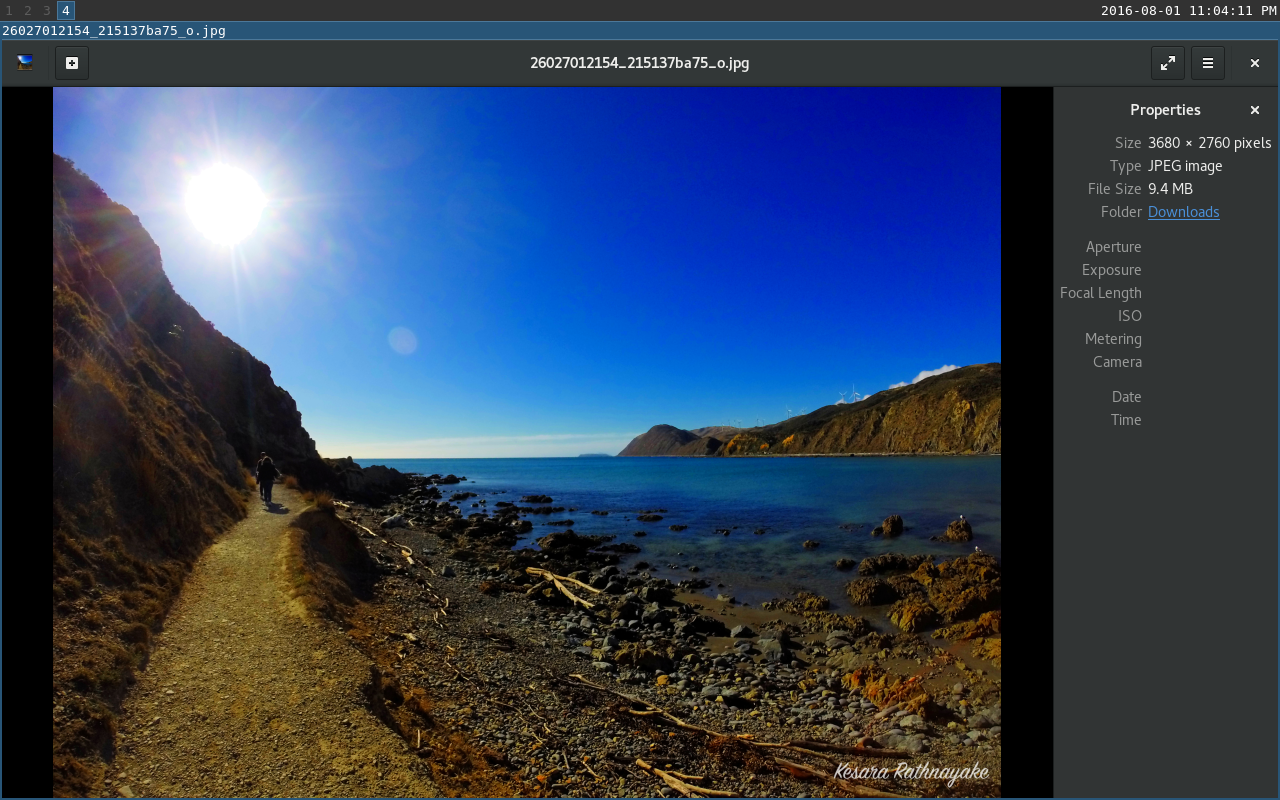 1 2 3 4
2016-08-01 11:04:11 PM
26027012154_215137ba75_o.jpg
26027012154_215137ba75_o.jpg
Properties
Size 3680 × 2760 pixels
Type JPEG image
File Size 9.4 MB
Folder Downloads
Aperture
Exposure
Focal Length
ISO
Metering
Camera
Date
Time
Kesara Rathnayake